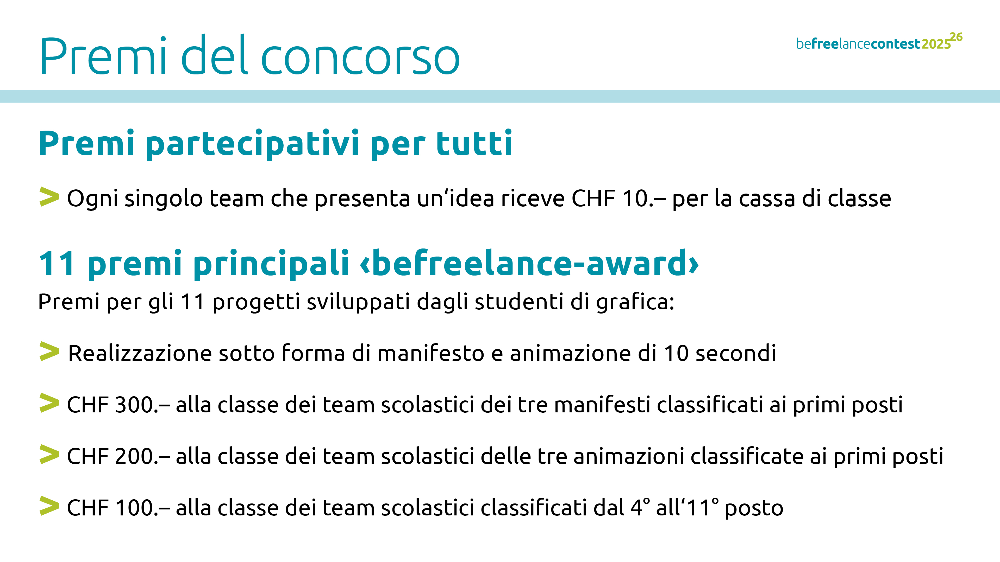 Premi del concorso
befreelancecontest 2025 26
Premi partecipativi per tutti
> Ogni singolo team che presenta un‘idea riceve CHF 10.– per la cassa di classe
11 premi principali ‹befreelance-award›
Premi per gli 11 progetti sviluppati dagli studenti di grafica:
> Realizzazione sotto forma di manifesto e animazione di 10 secondi
> CHF 300.– alla classe dei team scolastici dei tre manifesti classificati ai primi posti
> CHF 200.– alla classe dei team scolastici delle tre animazioni classificate ai primi posti
> CHF 100.– alla classe dei team scolastici classificati dal 4° all‘11° posto